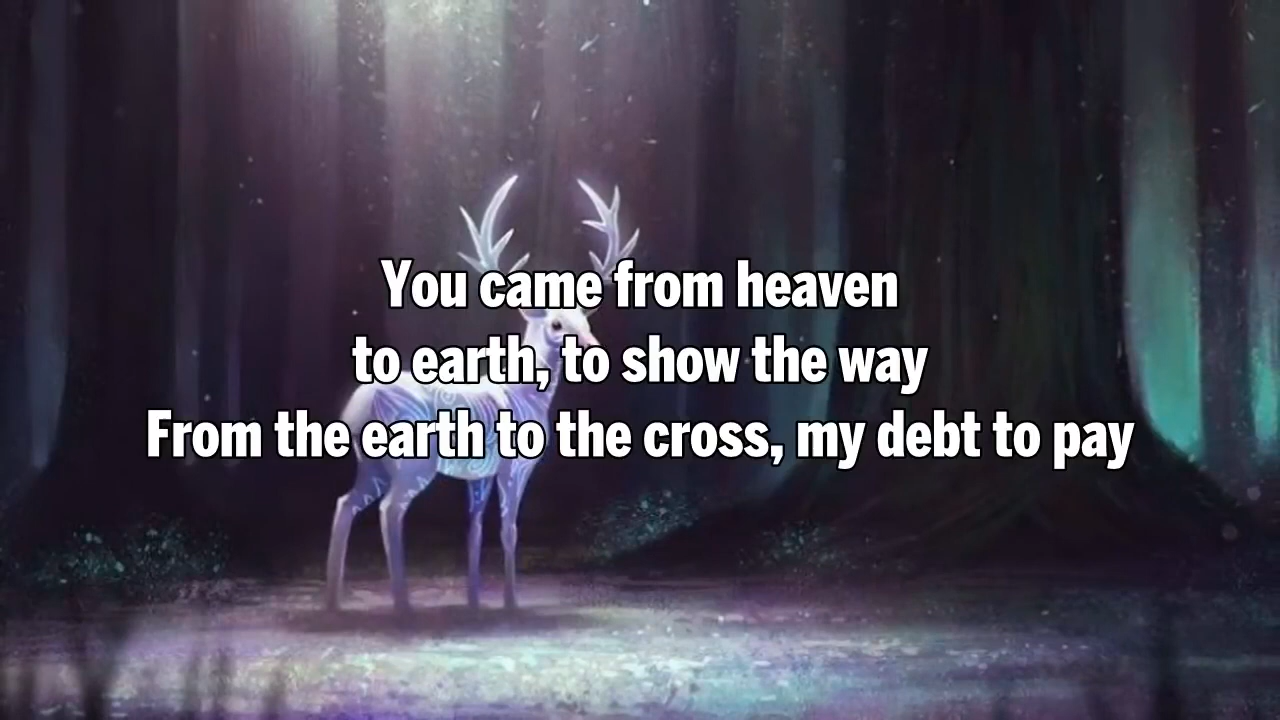 You came from heaven
to earth, to show the way
From the earth to the cross, my debt to pay